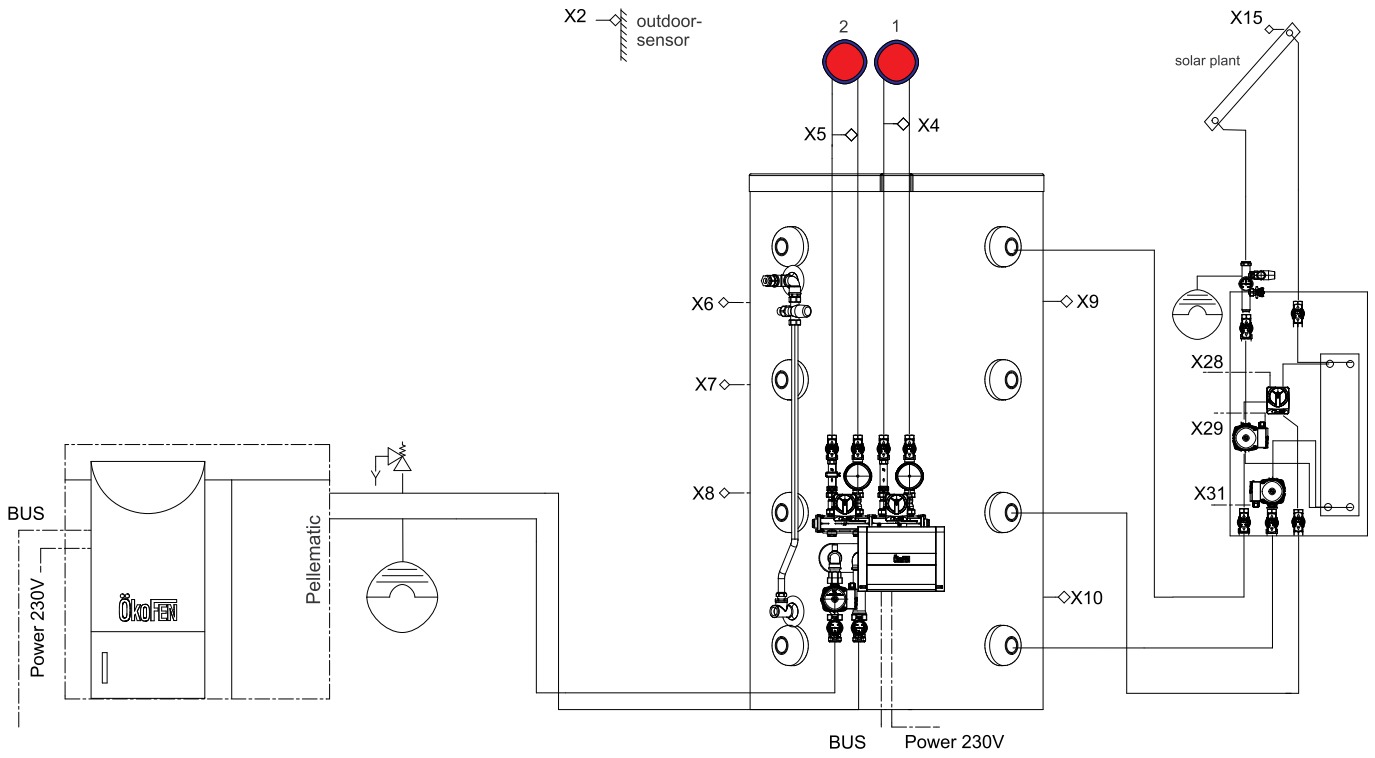 X2
outdoor-
sensor
2
1
X15
solar plant
X5
X4
X6
X9
X7
X28
X29
X8
X31
BUS
Power 230V
ÖkoFEN
Pellematic
ÖkoFEN
X10
BUS
Power 230V